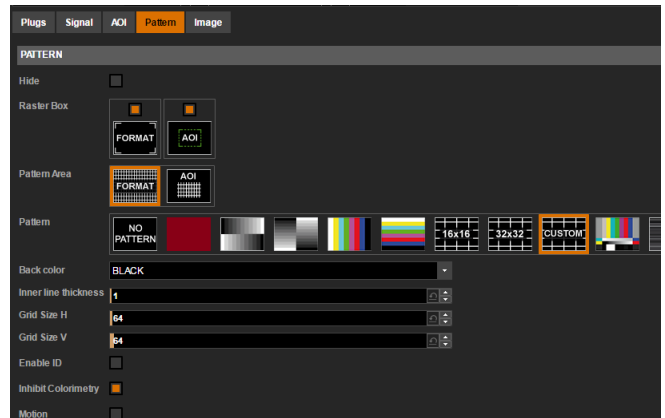 Plugs Signal AOI Pattern Image
PATTERN
Hide
Raster Box
FORMAT AOI
Pattern Area
FORMAT AOI
Pattern
NO PATTERN 16x16 32x32 CUSTOM
Back color BLACK
Inner line thickness 1
Grid Size H 64
Grid Size V 64
Enable ID
Inhibit Colorimetry
Motion